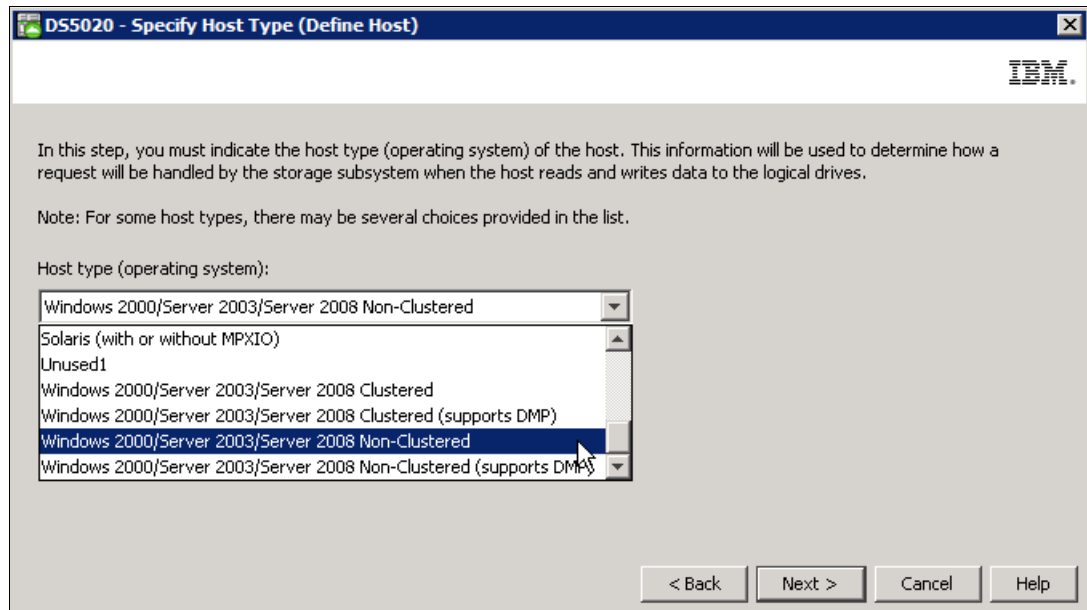 DS5020 - Specify Host Type (Define Host)
IBM.
In this step, you must indicate the host type (operating system) of the host. This information will be used to determine how a
request will be handled by the storage subsystem when the host reads and writes data to the logical drives.
Note: For some host types, there may be several choices provided in the list.
Host type (operating system):
Windows 2000/Server 2003/Server 2008 Non-Clustered
Solaris (with or without MPXIO)
Unused1
Windows 2000/Server 2003/Server 2008 Clustered
Windows 2000/Server 2003/Server 2008 Clustered (supports DMP)
Windows 2000/Server 2003/Server 2008 Non-Clustered
Windows 2000/Server 2003/Server 2008 Non-Clustered (supports DMP)
< Back Next > Cancel Help